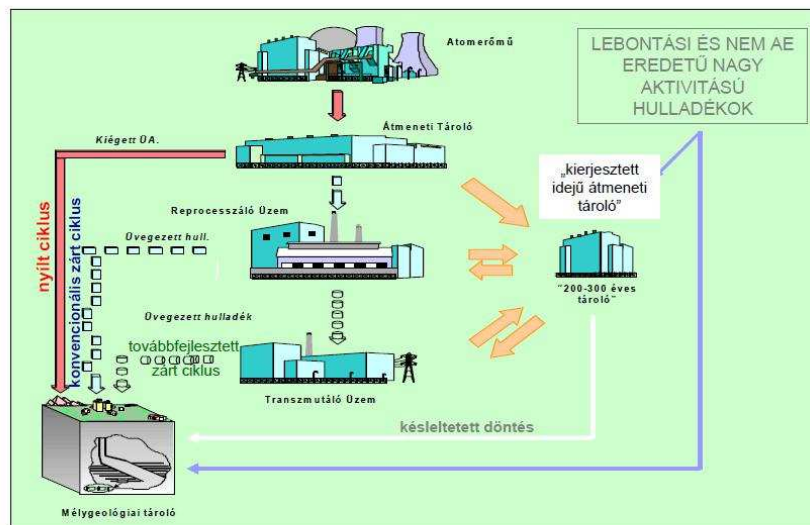 Atomerőmű
LEBONTÁSI ÉS NEM AE
EREDETŰ NAGY
AKTIVITÁSÚ
HULLADÉKOK
Kiégett ÜA.
Átmeneti Tároló
„kierjesztett
idejű átmeneti
tároló”
nyílt ciklus
konvencionális zárt ciklus
Reprocesszáló Üzem
Üvegezett hull.
"200-300 éves
tároló"
Üvegezett hulladék
továbbfejlesztett
zárt ciklus
Transzmutáló Üzem
késleltetett döntés
Mélygeológiai tároló